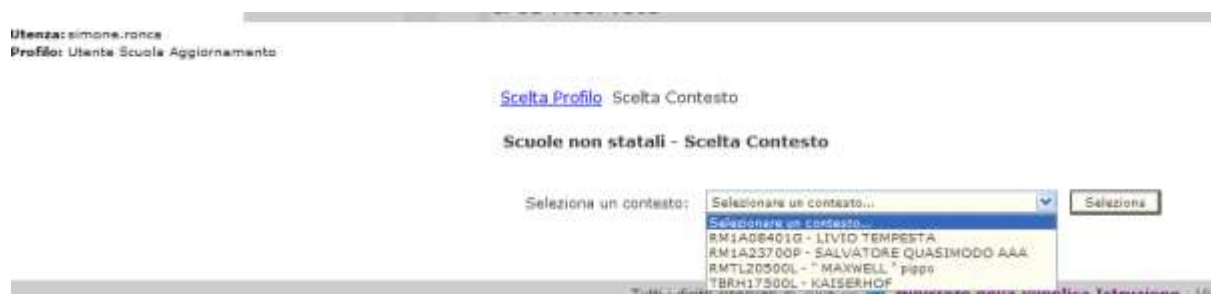 Utenza: simone.ronca
Profilo: Utente Scuola Aggiornamento
Scelta Profilo Scelta Contesto
Scuole non statali - Scelta Contesto
Seleziona un contesto: Selezionare un contesto... Seleziona
Selezionare un contesto...
RM1A08401G - LIVIO TEMPESTA
RM1A23700P - SALVATORE QUASIMODO AAA
RMTL20500L - " MAXWELL " pippo
TBRH17500L - KAISERHOF